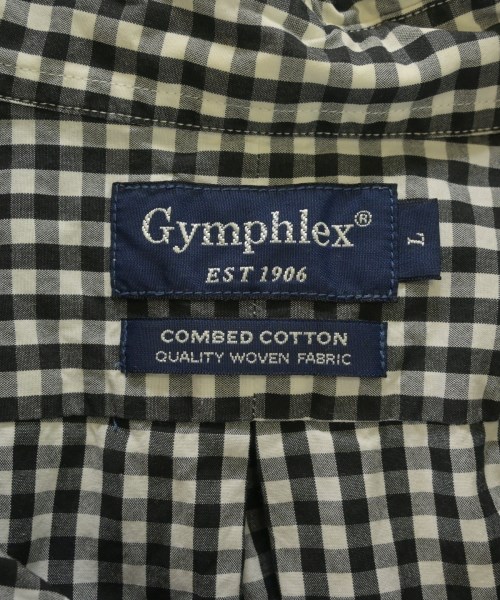 Gymphlex®
L
EST 1906
COMBED COTTON
QUALITY WOVEN FABRIC